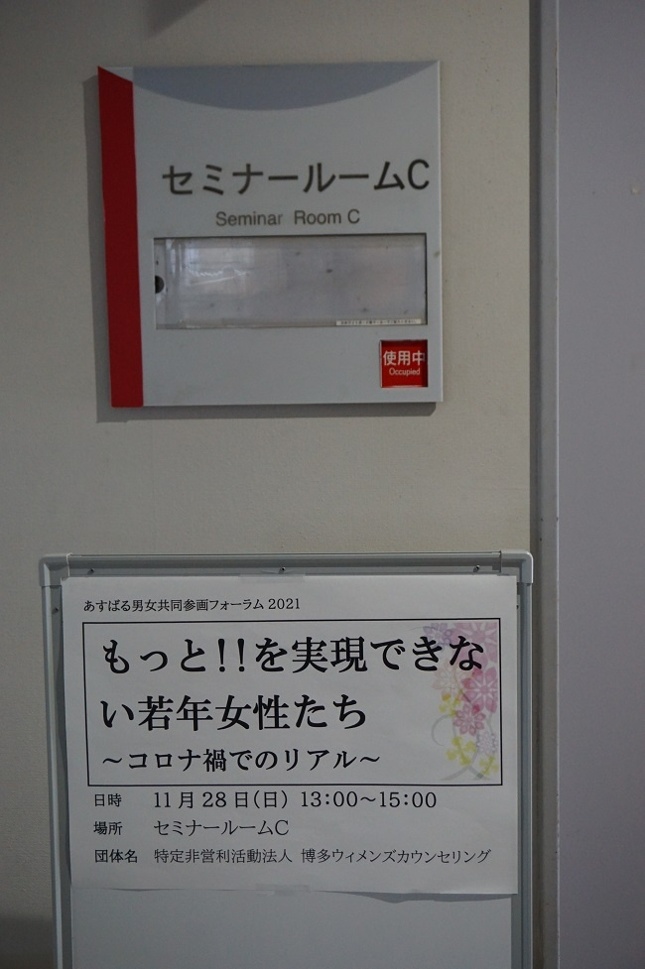 セミナールームC
Seminar Room C
使用中
Occupied
あすばる男女共同参画フォーラム 2021
もっと!!を実現できな
い若年女性たち
～コロナ禍でのリアル～
日時 11月28日(日) 13:00～15:00
場所 セミナールームC
団体名 特定非営利活動法人 博多ウィメンズカウンセリング